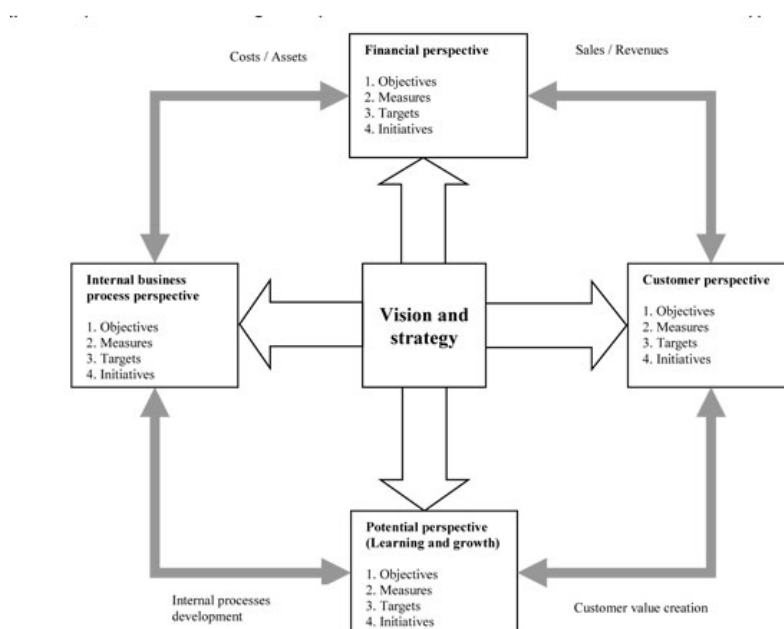 Costs / Assets
Financial perspective
1. Objectives
2. Measures
3. Targets
4. Initiatives
Sales / Revenues
Internal business
process perspective
1. Objectives
2. Measures
3. Targets
4. Initiatives
Vision and
strategy
Customer perspective
1. Objectives
2. Measures
3. Targets
4. Initiatives
Potential perspective
(Learning and growth)
1. Objectives
2. Measures
3. Targets
4. Initiatives
Internal processes
development
Customer value creation